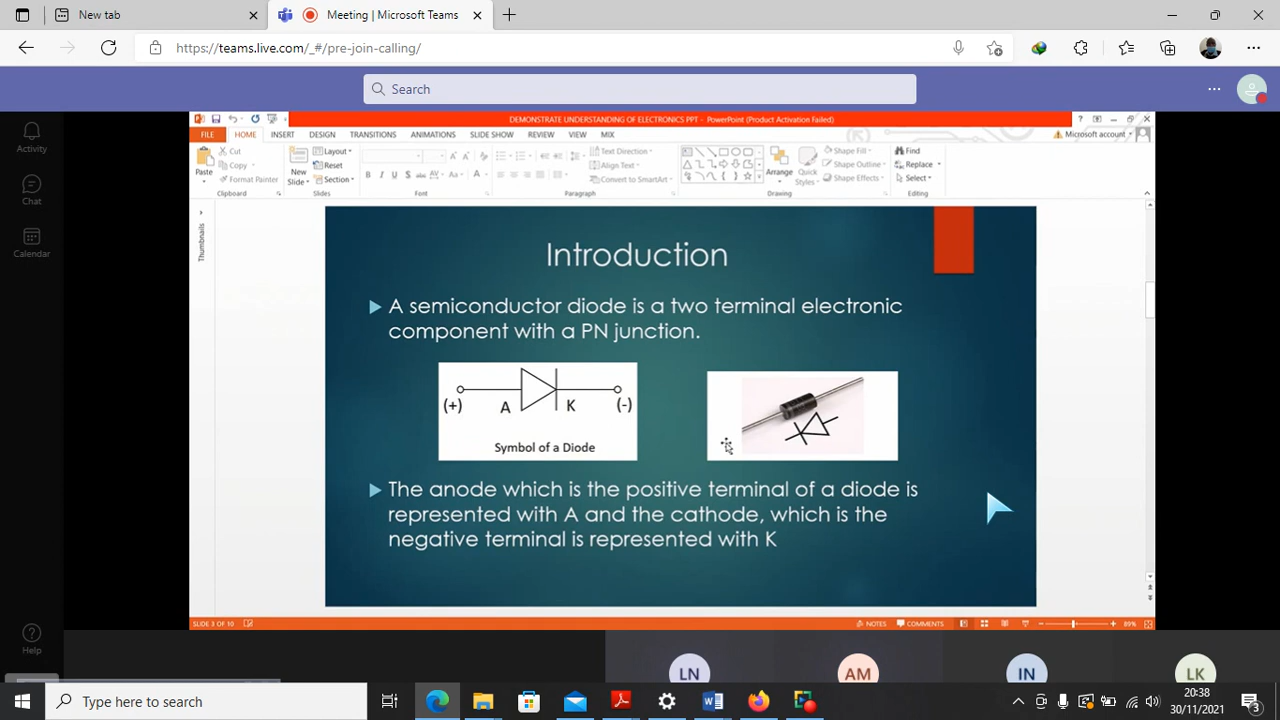 New tab
Meeting | Microsoft Teams
https://teams.live.com/_#/pre-join-calling/
Search
Activity
Chat
Calendar
Help
DEMONSTRATE UNDERSTANDING OF ELECTRONICS PPT - PowerPoint (Product Activation Failed)
FILE HOME INSERT DESIGN TRANSITIONS ANIMATIONS SLIDE SHOW REVIEW VIEW MIX
Microsoft account
Paste
Cut
Copy
Format Painter
Clipboard
New Slide
Layout
Reset
Section
Slides
Font
Text Direction
Align Text
Convert to SmartArt
Paragraph
Arrange
Quick Styles
Shape Fill
Shape Outline
Shape Effects
Drawing
Find
Replace
Select
Editing
Thumbnails
Introduction
A semiconductor diode is a two terminal electronic
component with a PN junction.
(+) A K (-)
Symbol of a Diode
The anode which is the positive terminal of a diode is
represented with A and the cathode, which is the
negative terminal is represented with K
SLIDE 3 OF 10
NOTES COMMENTS 89%
LN AM IN LK
Type here to search
20:38
30/11/2021
3